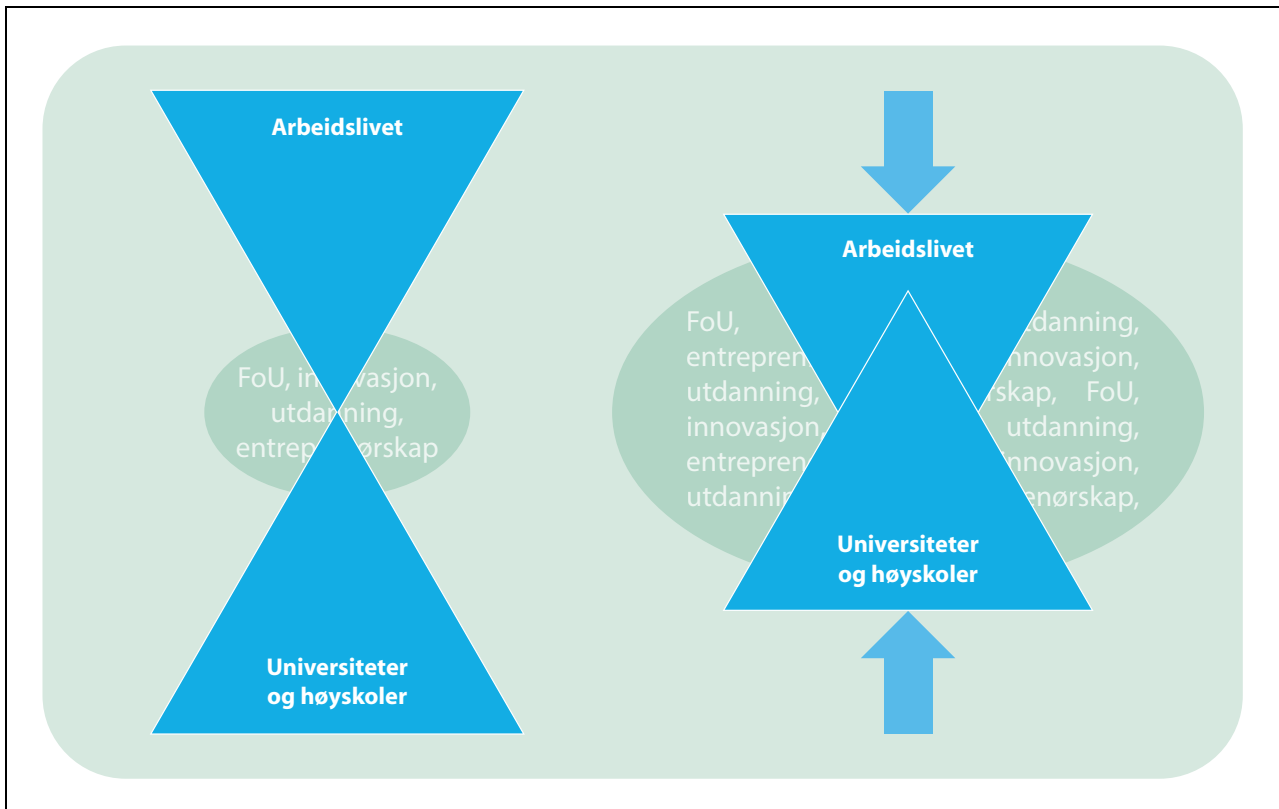 Arbeidslivet
FoU, in vasjon,
utdanning,
entrep ørskap
Universiteter
og høyskoler
Arbeidslivet
FoU, tdanning,
entrepren nnovasjon,
utdanning, rskap, FoU,
innovasjon, utdanning,
entrepren innovasjon,
utdannin enørskap,
Universiteter
og høyskoler